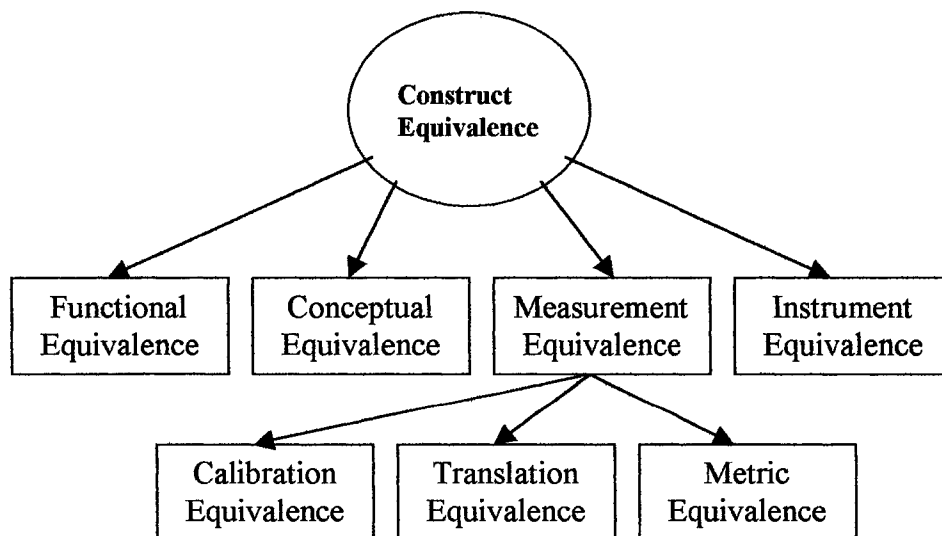 Construct
Equivalence
Functional
Equivalence
Conceptual
Equivalence
Measurement
Equivalence
Instrument
Equivalence
Calibration
Equivalence
Translation
Equivalence
Metric
Equivalence